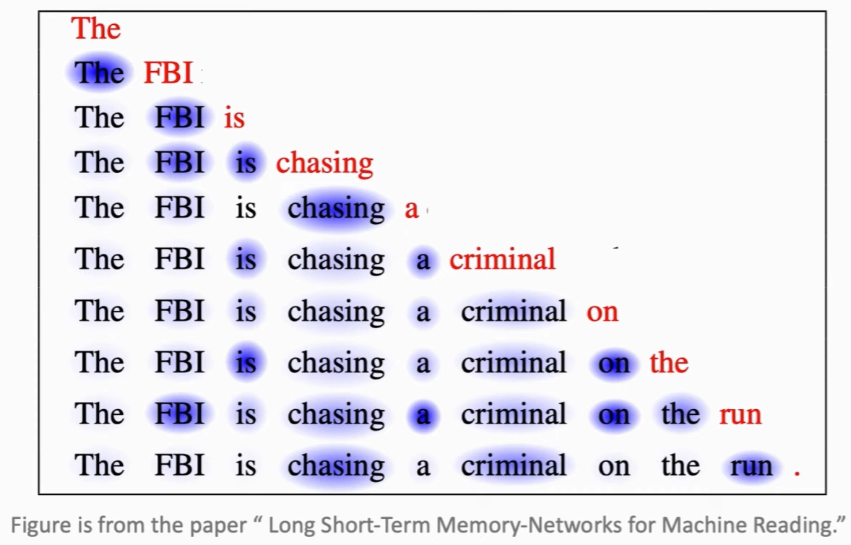 The
The FBI
The FBI is
The FBI is chasing
The FBI is chasing a
The FBI is chasing a criminal
The FBI is chasing a criminal on
The FBI is chasing a criminal on the
The FBI is chasing a criminal on the run
The FBI is chasing a criminal on the run .
Figure is from the paper “ Long Short-Term Memory-Networks for Machine Reading.”